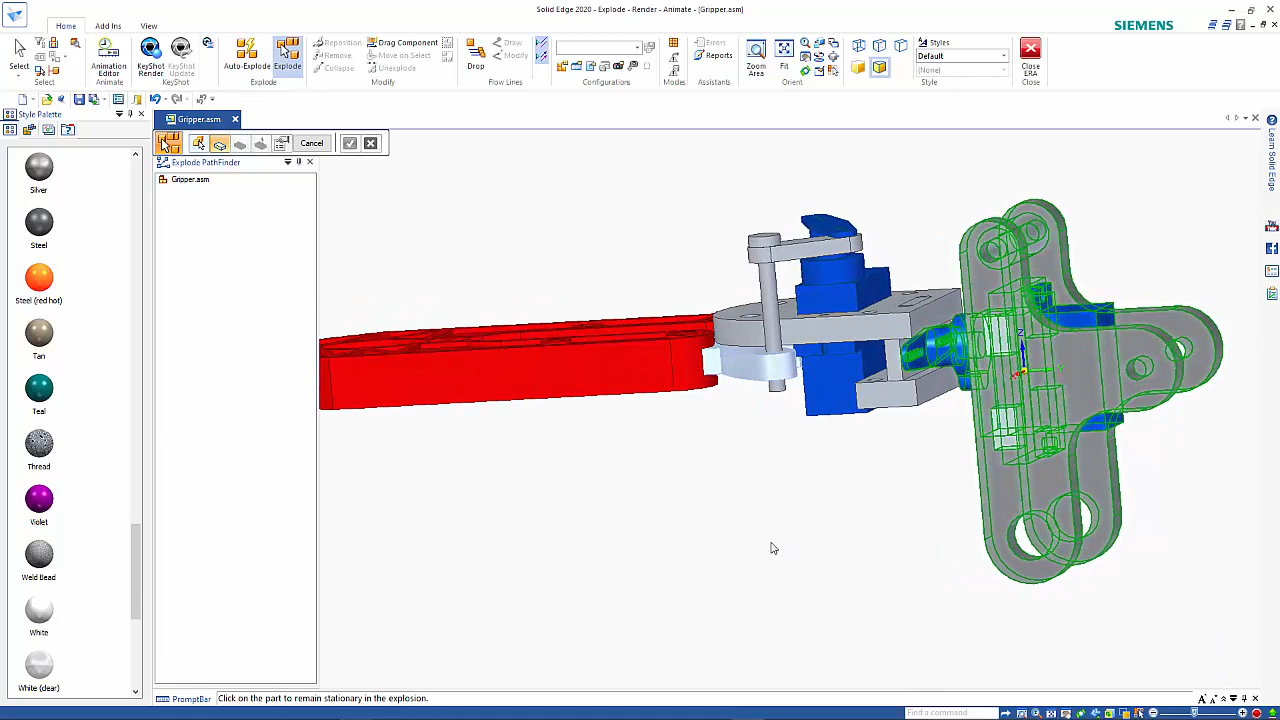 Solid Edge 2020 - Explode - Render - Animate - [Gripper.asm]
Home Add Ins View
SIEMENS
Select
Select
Animation Editor
Animate
KeyShot Render
KeyShot Update
KeyShot
Auto-Explode
Explode
Explode
Reposition
Remove
Collapse
Drag Component
Move on Select
Unexplode
Modify
Drop
Draw
Modify
Flow Lines
Configurations
Modes
Errors
Reports
Assistants
Zoom Area
Fit
Orient
Styles
Default
(None)
Style
CLOSE ERA
Close
Style Palette
Gripper.asm
Cancel
Explode PathFinder
Gripper.asm
Silver
Steel
Steel (red hot)
Tan
Teal
Thread
Violet
Weld Bead
White
White (clear)
Z
Learn Solid Edge
You
PromptBar
Click on the part to remain stationary in the explosion.
Find a command